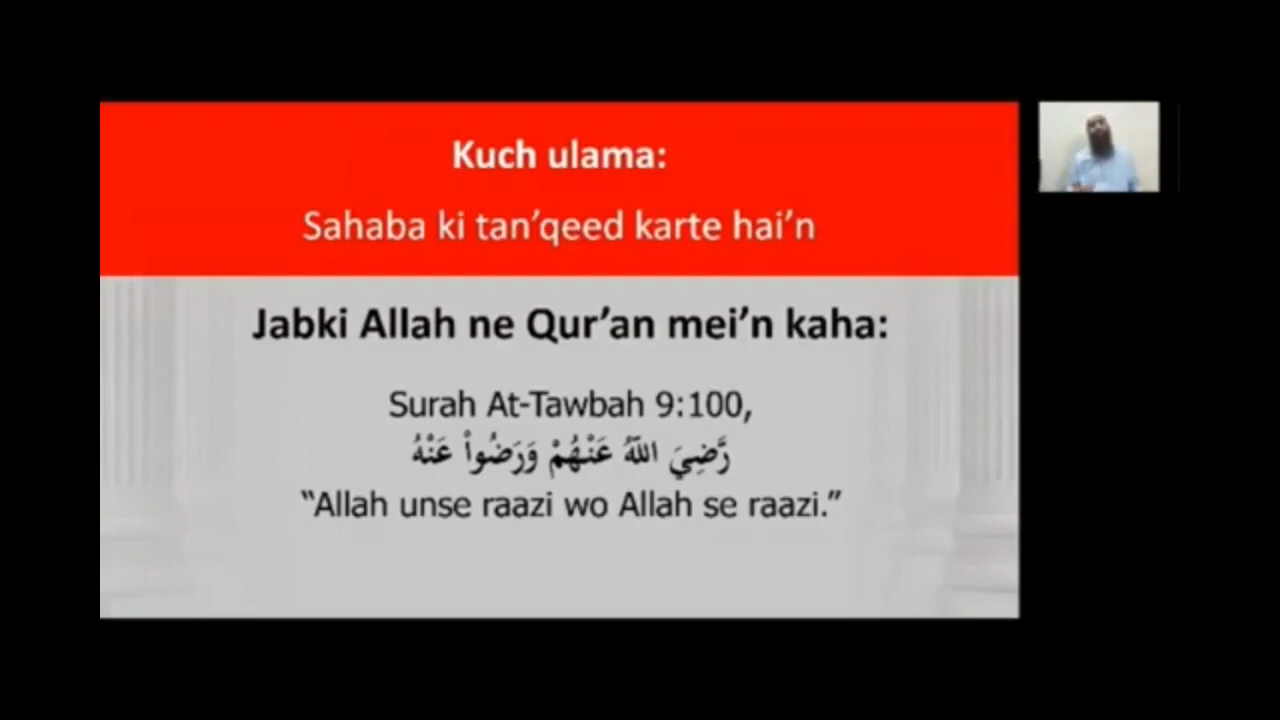 Kuch ulama:
Sahaba ki tan’qeed karte hai’n
Jabki Allah ne Qur’an mei’n kaha:
Surah At-Tawbah 9:100,
رَّضِيَ اللّهُ عَنْهُمْ وَرَضُواْ عَنْهُ
“Allah unse raazi wo Allah se raazi.”